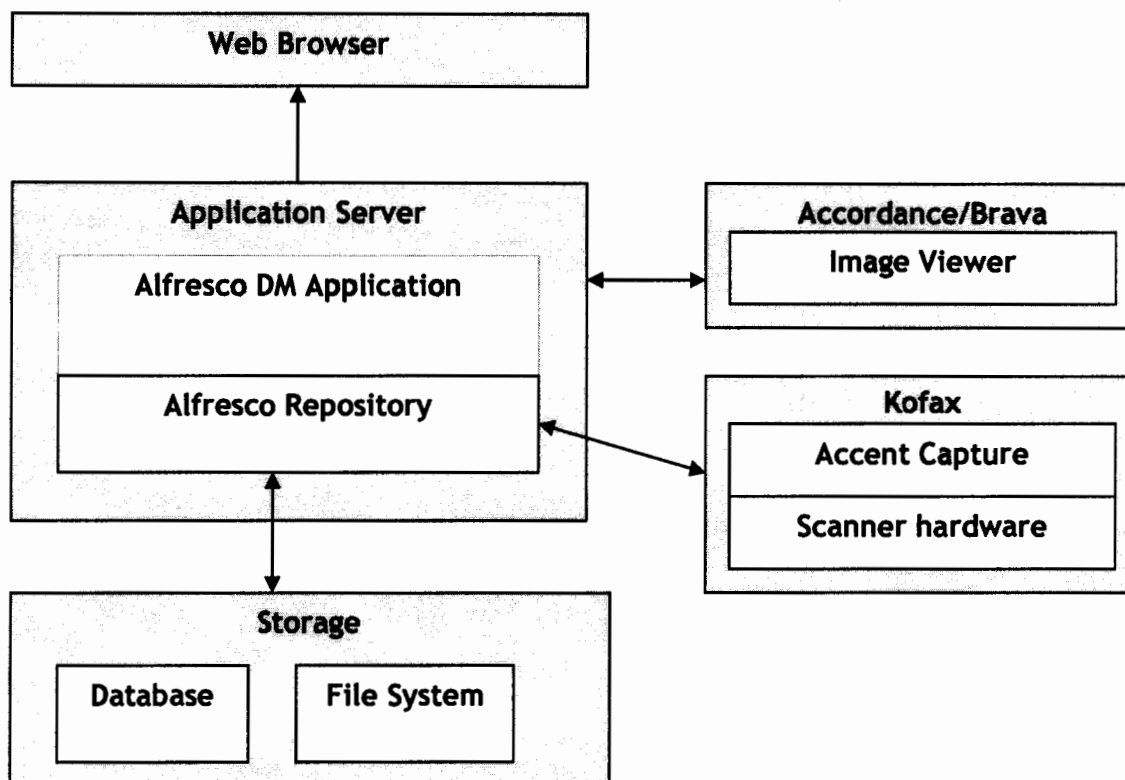 Web Browser
Application Server
Alfresco DM Application
Alfresco Repository
Accordance/Brava
Image Viewer
Kofax
Accent Capture
Scanner hardware
Storage
Database
File System